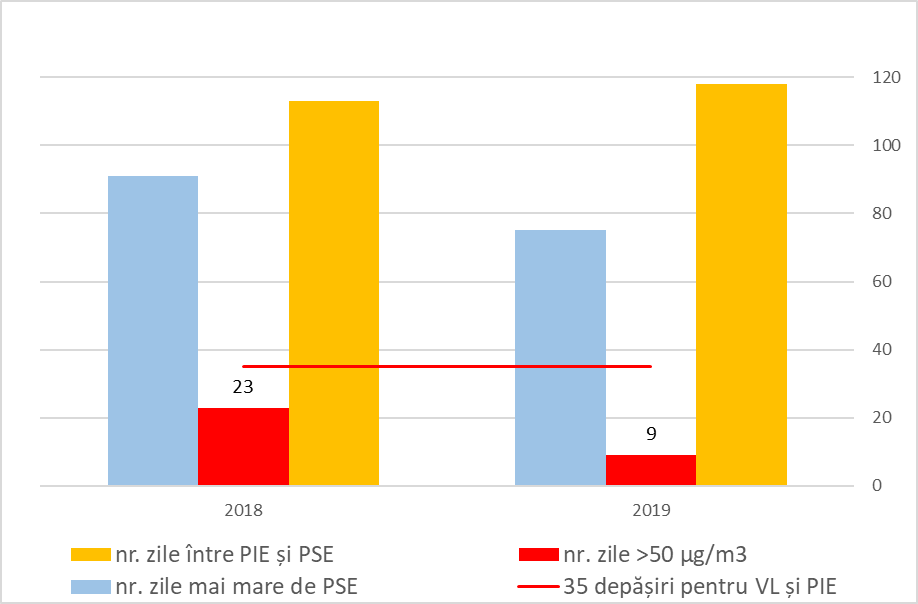 120
100
80
60
40
20
0
23
9
2018
2019
nr. zile între PIE și PSE
nr. zile >50 µg/m3
nr. zile mai mare de PSE
35 depășiri pentru VL și PIE